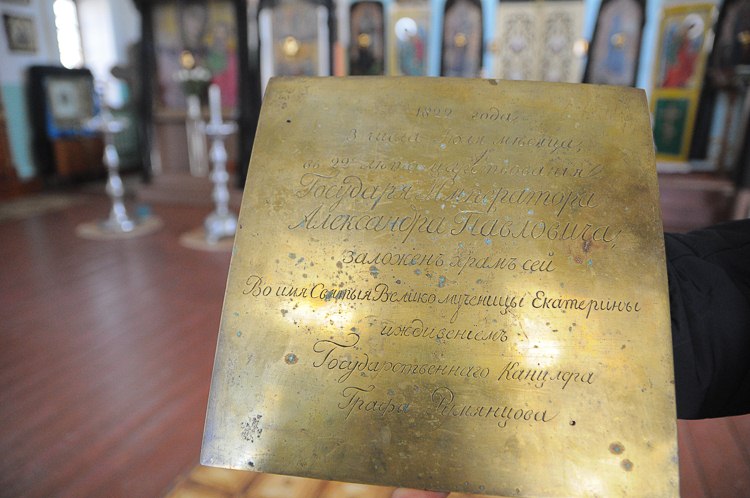 1822 года;
3 числа Іюля мѣсяца;
въ 22е лѣто царствованія
Государя Императора
Александра Павловича;
заложенъ храмъ сей
Во имя Святыя Великомученицы Екатерины
иждивеніемъ
Государственнаго Канцлера
Графа Румянцова